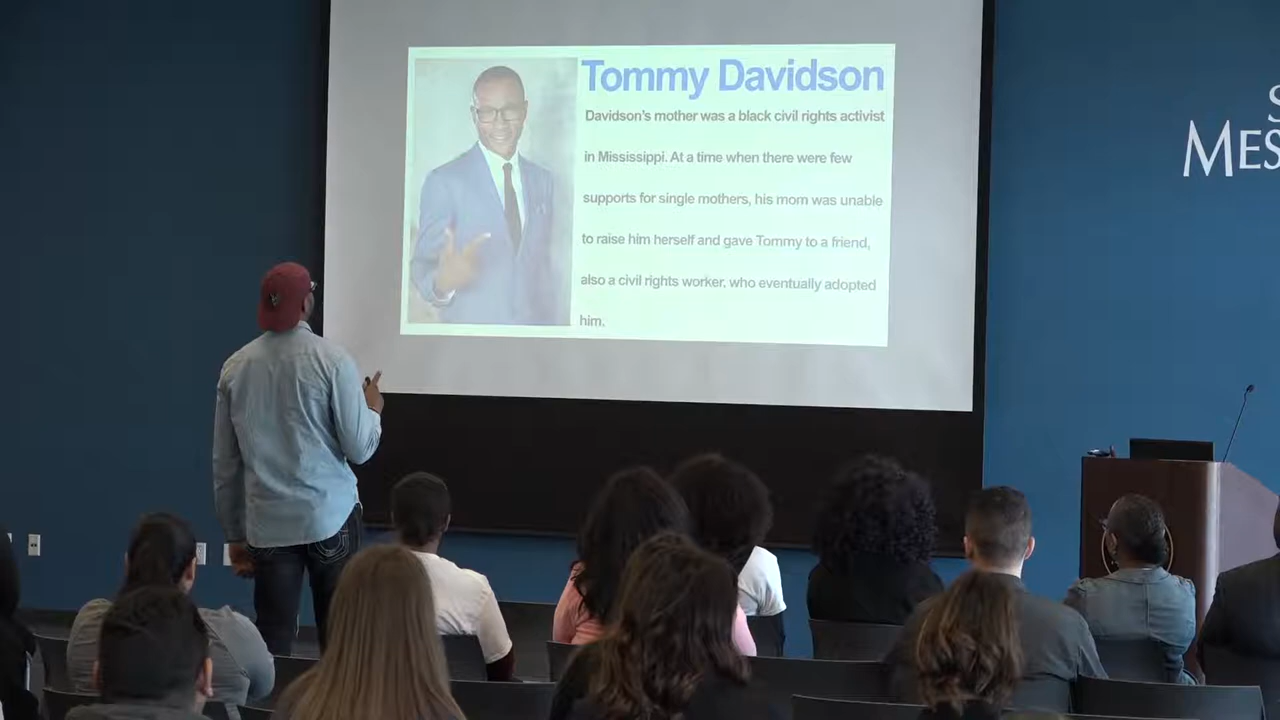 Tommy Davidson
Davidson's mother was a black civil rights activist
in Mississippi. At a time when there were few
supports for single mothers, his mom was unable
to raise him herself and gave Tommy to a friend,
also a civil rights worker, who eventually adopted
him.
S
MES